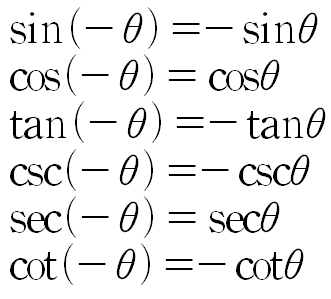 sin(−θ) =− sinθ
cos(−θ) = cosθ
tan(−θ) =− tanθ
csc(−θ) =− cscθ
sec(−θ) = secθ
cot(−θ) =− cotθ